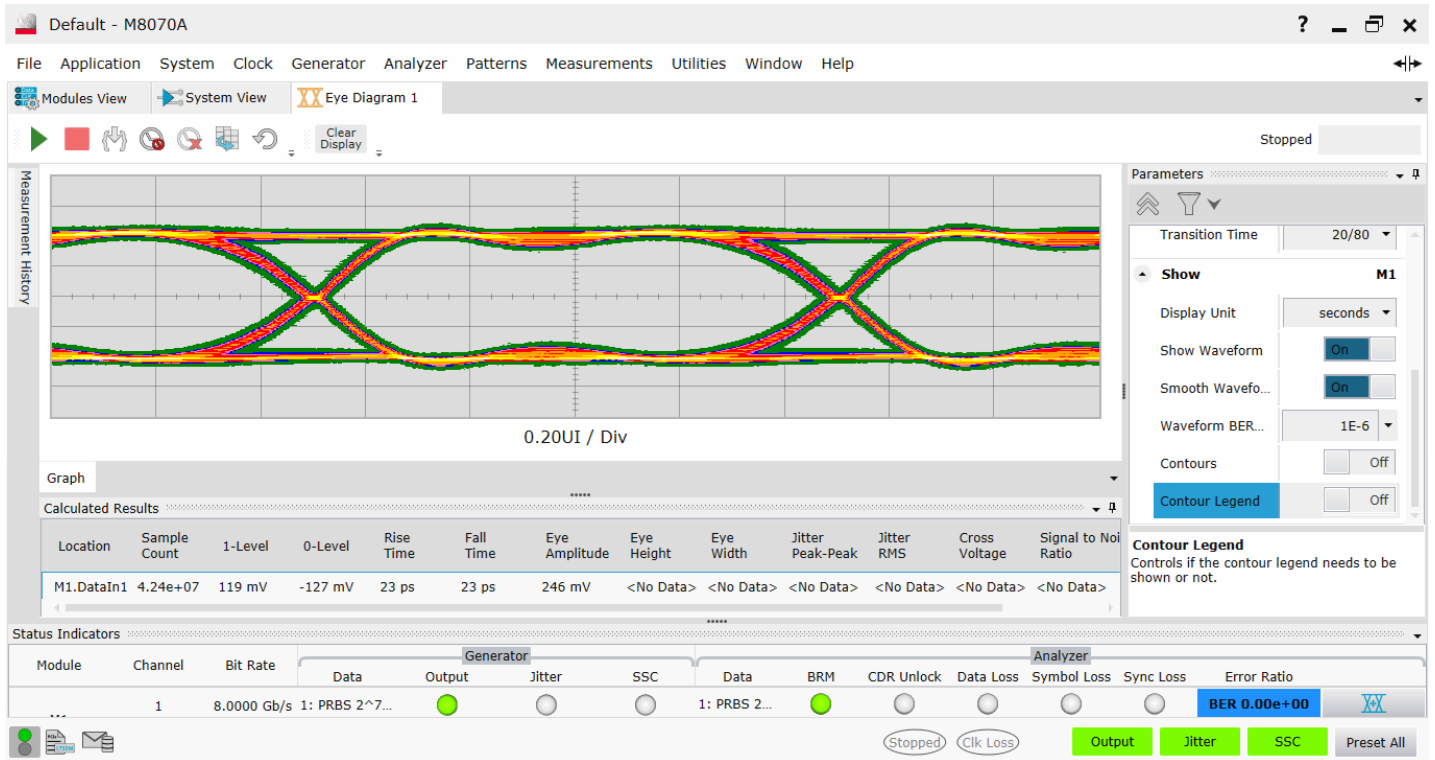 Default - M8070A
?
File Application System Clock Generator Analyzer Patterns Measurements Utilities Window Help
Modules View System View Eye Diagram 1
Clear Display
Stopped
Measurement History
0.20UI / Div
Graph
Parameters
Transition Time 20/80
Show M1
Display Unit seconds
Show Waveform On
Smooth Wavefo... On
Waveform BER... 1E-6
Contours Off
Contour Legend Off
Contour Legend
Controls if the contour legend needs to be
shown or not.
Calculated Results
Location Sample Count 1-Level 0-Level Rise Time Fall Time Eye Amplitude Eye Height Eye Width Jitter Peak-Peak Jitter RMS Cross Voltage Signal to Noi Ratio
M1.DataIn1 4.24e+07 119 mV -127 mV 23 ps 23 ps 246 mV <No Data> <No Data> <No Data> <No Data> <No Data> <No Data>
Status Indicators
Generator Analyzer
Module Channel Bit Rate Data Output Jitter SSC Data BRM CDR Unlock Data Loss Symbol Loss Sync Loss Error Ratio
1 8.0000 Gb/s 1: PRBS 2^7... 1: PRBS 2... BER 0.00e+00
Stopped Clk Loss Output Jitter SSC Preset All